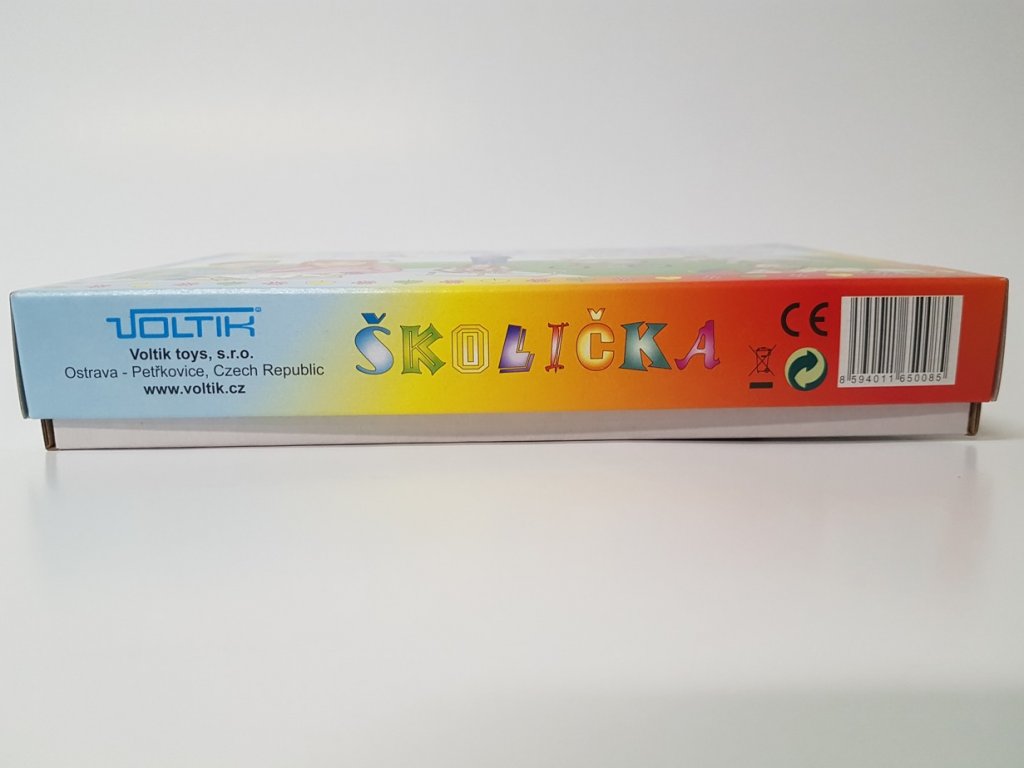 VOLTIK®
Voltik toys, s.r.o.
Ostrava - Petřkovice, Czech Republic
www.voltik.cz
ŠKOLIČKA
CE
8 594011 650085